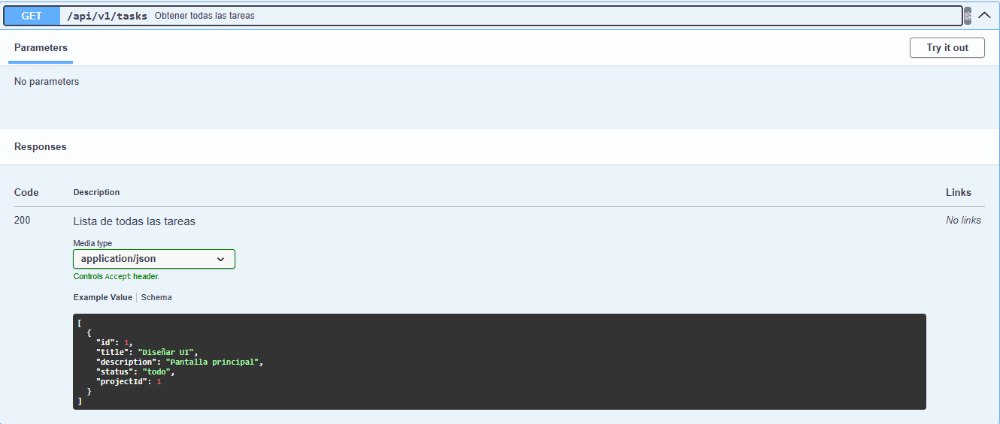 GET /api/v1/tasks Obtener todas las tareas
Parameters
Try it out
No parameters
Responses
Code Description Links
200 Lista de todas las tareas No links
Media type
application/json
Controls Accept header.
Example Value Schema
[
  {
    "id": 1,
    "title": "Diseñar UI",
    "description": "Pantalla principal",
    "status": "todo",
    "projectId": 1
  }
]